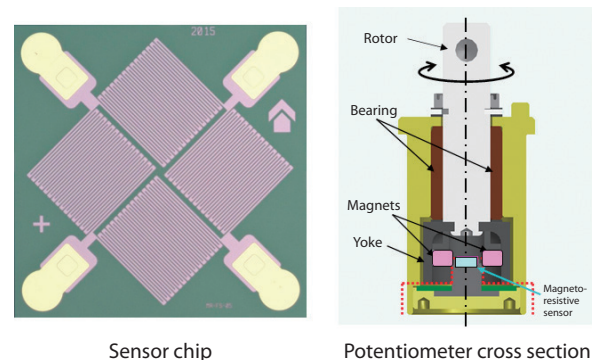 2015
Sensor chip
Rotor
Bearing
Magnets
Yoke
Magneto-
resistive
sensor
Potentiometer cross section